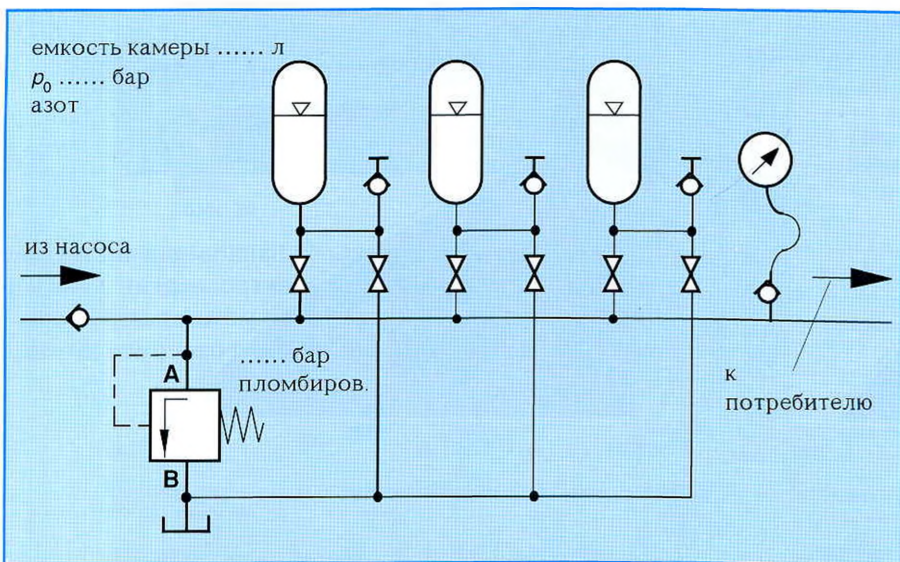 емкость камеры ...... л
p₀ ...... бар
азот
из насоса
...... бар
пломбиров.
A
B
к
потребителю